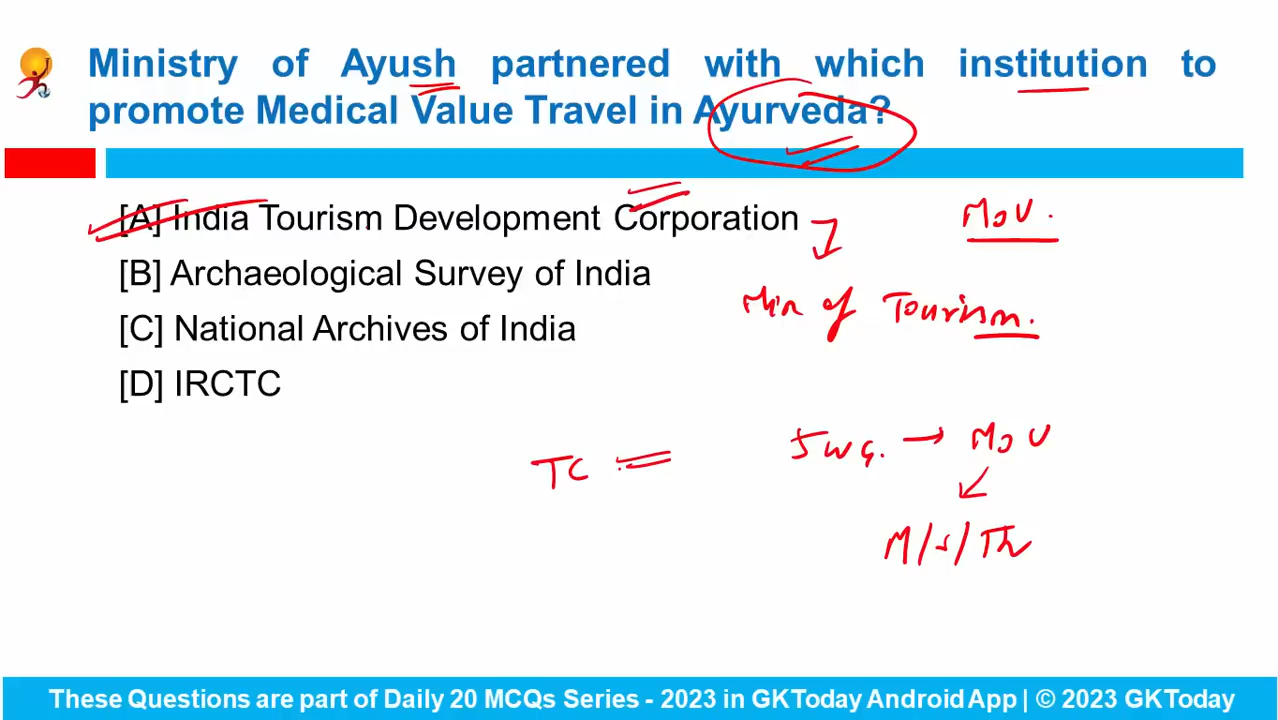 Ministry of Ayush partnered with which institution to
promote Medical Value Travel in Ayurveda?
[A] India Tourism Development Corporation
MoU.
[B] Archaeological Survey of India
Min of Tourism.
[C] National Archives of India
[D] IRCTC
TC
→ MoU
These Questions are part of Daily 20 MCQs Series - 2023 in GKToday Android App | © 2023 GKToday